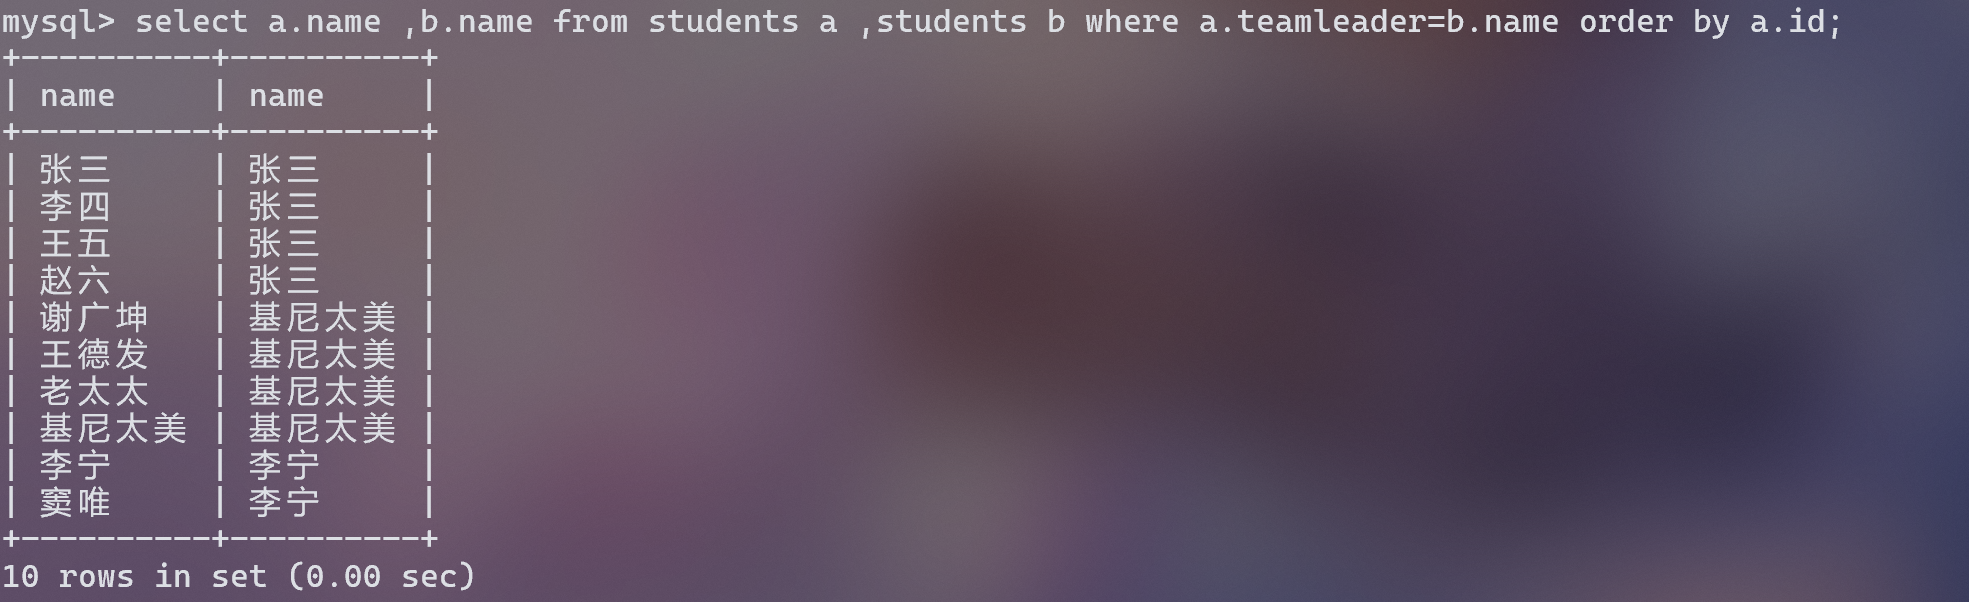 mysql> select a.name ,b.name from students a ,students b where a.teamleader=b.name order by a.id;
+----------+----------+
| name     | name     |
+----------+----------+
| 张三     | 张三     |
| 李四     | 张三     |
| 王五     | 张三     |
| 赵六     | 张三     |
| 谢广坤   | 基尼太美 |
| 王德发   | 基尼太美 |
| 老太太   | 基尼太美 |
| 基尼太美 | 基尼太美 |
| 李宁     | 李宁     |
| 窦唯     | 李宁     |
+----------+----------+
10 rows in set (0.00 sec)